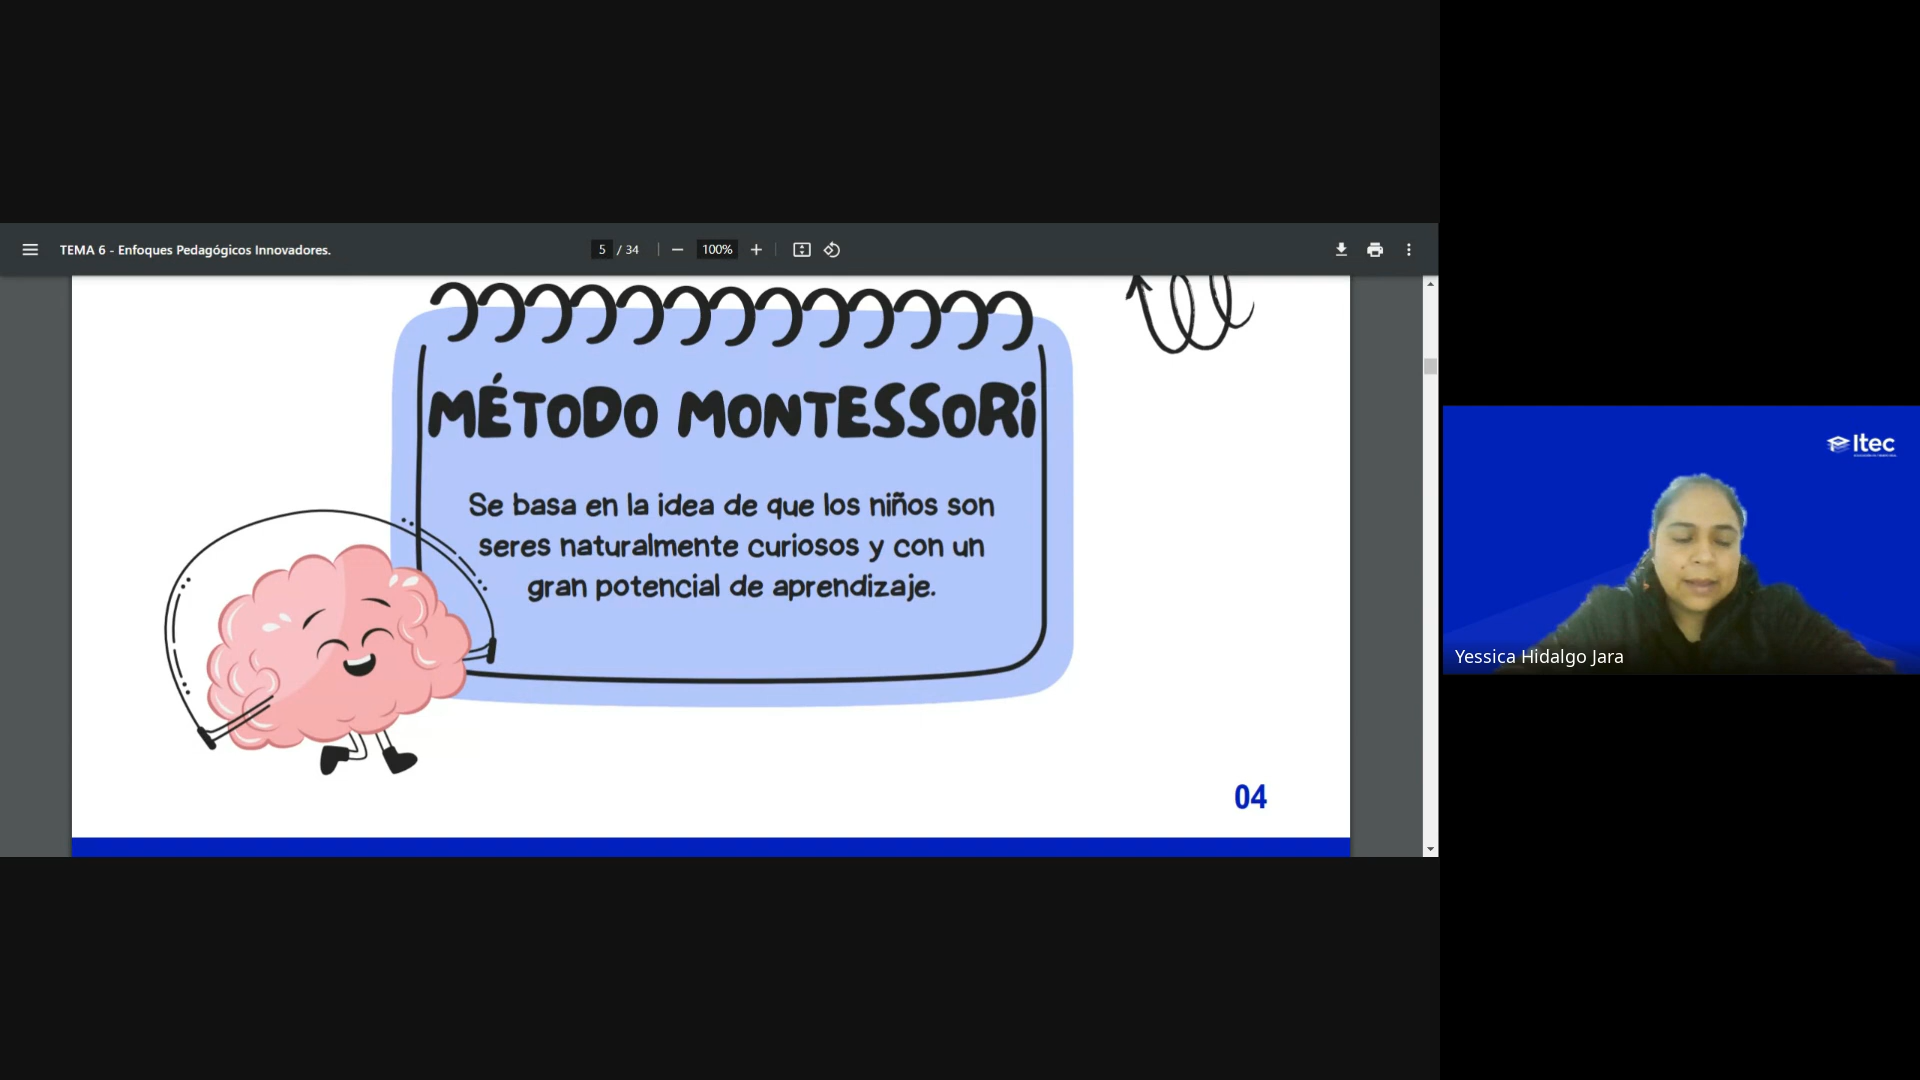 TEMA 6 - Enfoques Pedagógicos Innovadores.
5 / 34
100%
MÉTODO MONTESSORI
Se basa en la idea de que los niños son
seres naturalmente curiosos y con un
gran potencial de aprendizaje.
04
Itec
Yessica Hidalgo Jara